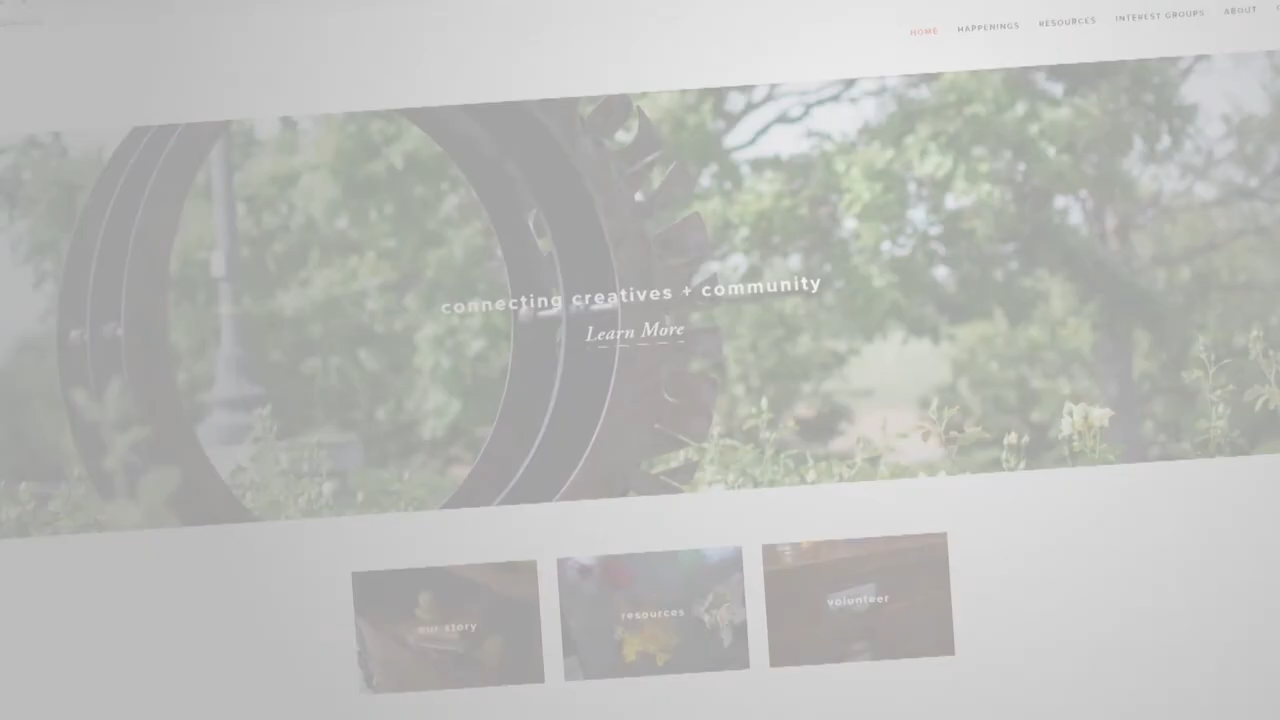 HOME HAPPENINGS RESOURCES INTEREST GROUPS ABOUT
connecting creatives + community
Learn More
our story
resources
volunteer